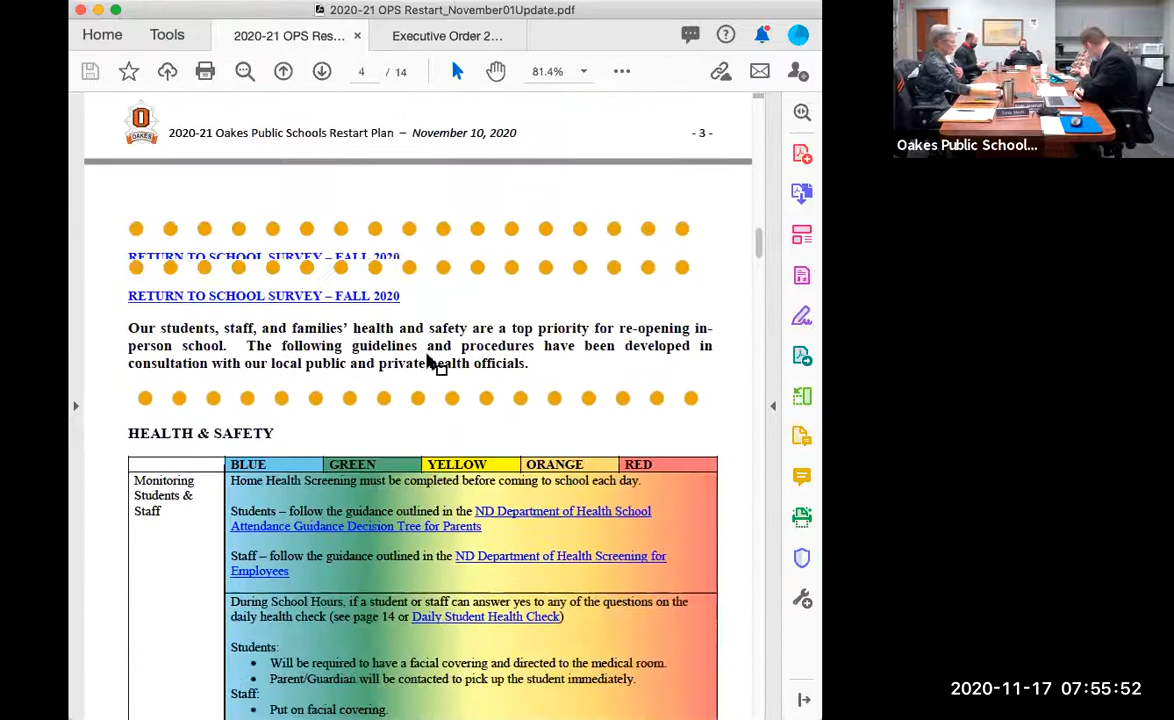 2020-21 OPS Restart_November01Update.pdf
Home Tools 2020-21 OPS Res... × Executive Order 2...
4 / 14 81.4%
OAKES
2020-21 Oakes Public Schools Restart Plan – November 10, 2020 - 3 -
RETURN TO SCHOOL SURVEY – FALL 2020
RETURN TO SCHOOL SURVEY – FALL 2020
Our students, staff, and families' health and safety are a top priority for re-opening in-
person school. The following guidelines and procedures have been developed in
consultation with our local public and private health officials.
HEALTH & SAFETY
BLUE GREEN YELLOW ORANGE RED
Monitoring
Students &
Staff
Home Health Screening must be completed before coming to school each day.
Students – follow the guidance outlined in the ND Department of Health School
Attendance Guidance Decision Tree for Parents
Staff – follow the guidance outlined in the ND Department of Health Screening for
Employees
During School Hours, if a student or staff can answer yes to any of the questions on the
daily health check (see page 14 or Daily Student Health Check)
Students:
• Will be required to have a facial covering and directed to the medical room.
• Parent/Guardian will be contacted to pick up the student immediately.
Staff:
• Put on facial covering.
Oakes Public School...
2020-11-17 07:55:52